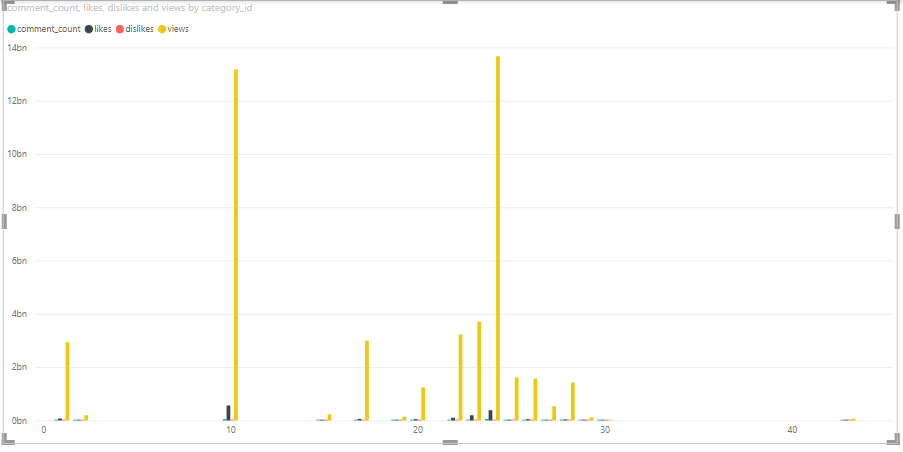 comment_count, likes, dislikes and views by category_id
comment_count likes dislikes views
14bn
12bn
10bn
8bn
6bn
4bn
2bn
0bn
0 10 20 30 40